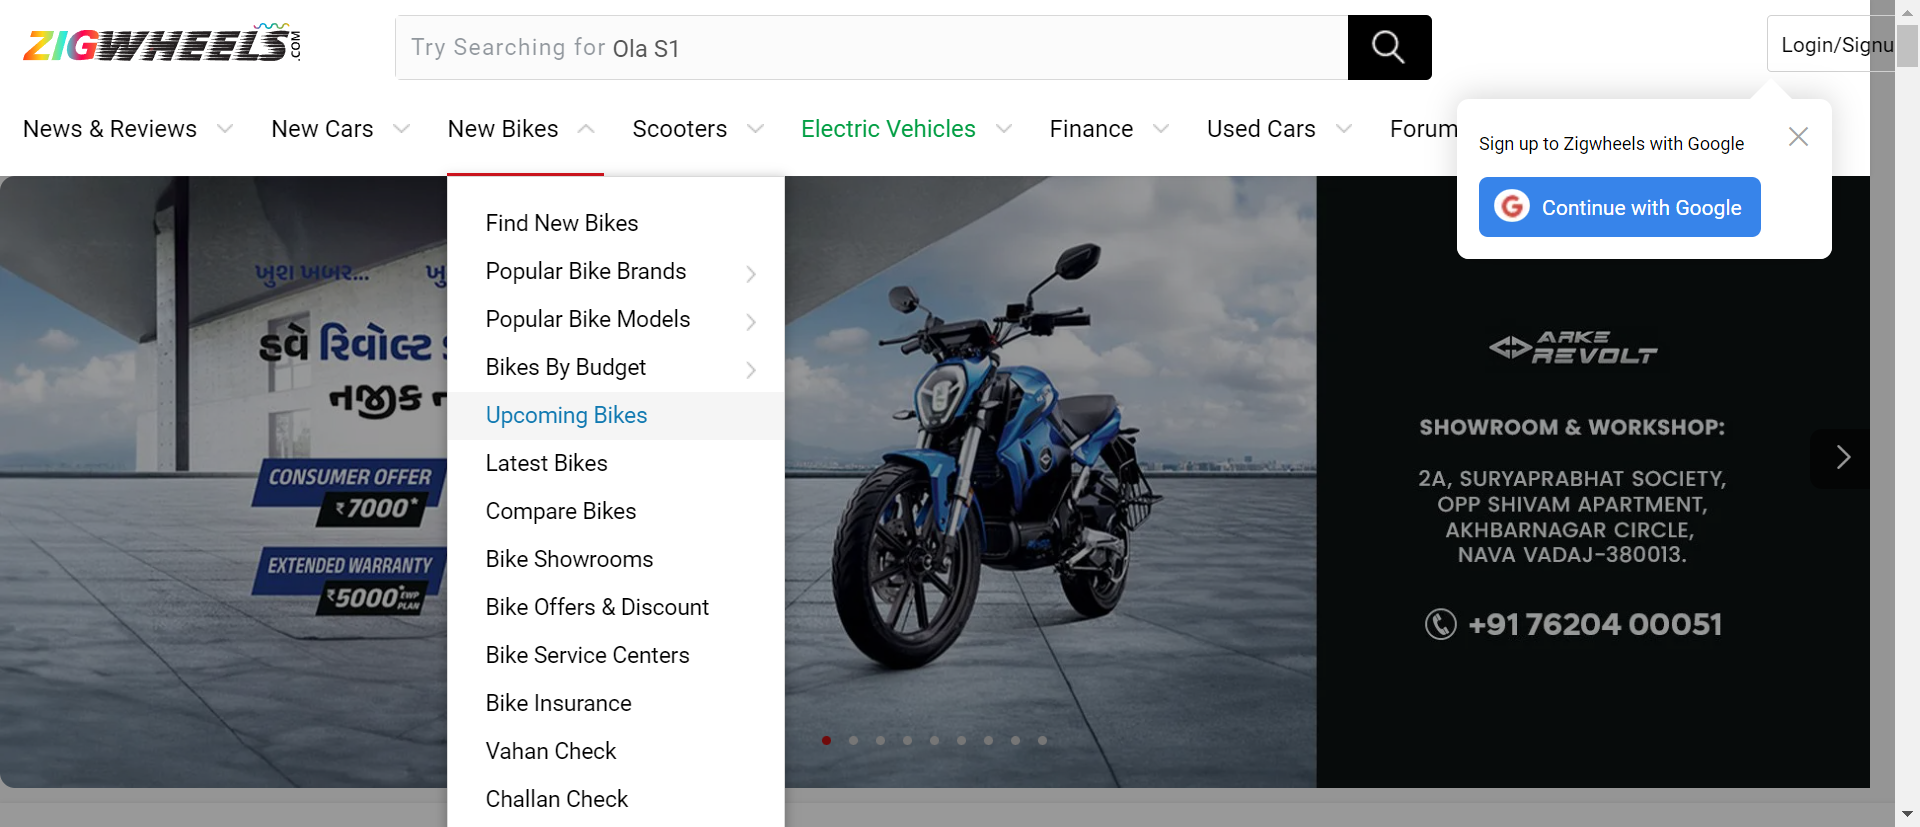 ZIGWHEELS.COM
Try Searching for Ola S1
Login/Signu
News & Reviews
New Cars
New Bikes
Scooters
Electric Vehicles
Finance
Used Cars
Forum
Sign up to Zigwheels with Google
Continue with Google
Find New Bikes
Popular Bike Brands
Popular Bike Models
Bikes By Budget
Upcoming Bikes
Latest Bikes
Compare Bikes
Bike Showrooms
Bike Offers & Discount
Bike Service Centers
Bike Insurance
Vahan Check
Challan Check
ખુશ ખબર... ખુ
હવે રિવોલ્ટ
નજીક
CONSUMER OFFER
₹7000*
EXTENDED WARRANTY
₹5000* EWP PLAN
ARKE
REVOLT
SHOWROOM & WORKSHOP:
2A, SURYAPRABHAT SOCIETY,
OPP SHIVAM APARTMENT,
AKHBARNAGAR CIRCLE,
NAVA VADAJ-380013.
+91 76204 00051